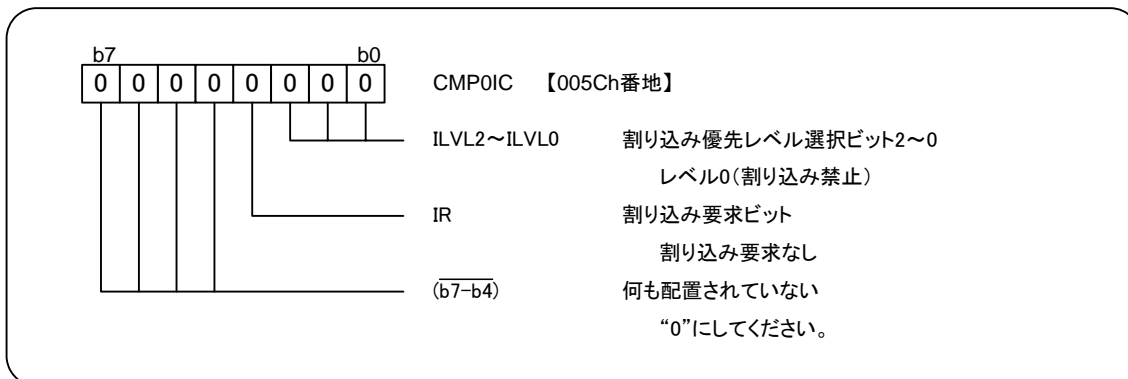 b7 b0
0 0 0 0 0 0 0 0 CMP0IC 【005Ch番地】
ILVL2～ILVL0 割り込み優先レベル選択ビット2～0
レベル0(割り込み禁止)
IR 割り込み要求ビット
割り込み要求なし
(b7-b4) 何も配置されていない
“0”にしてください。